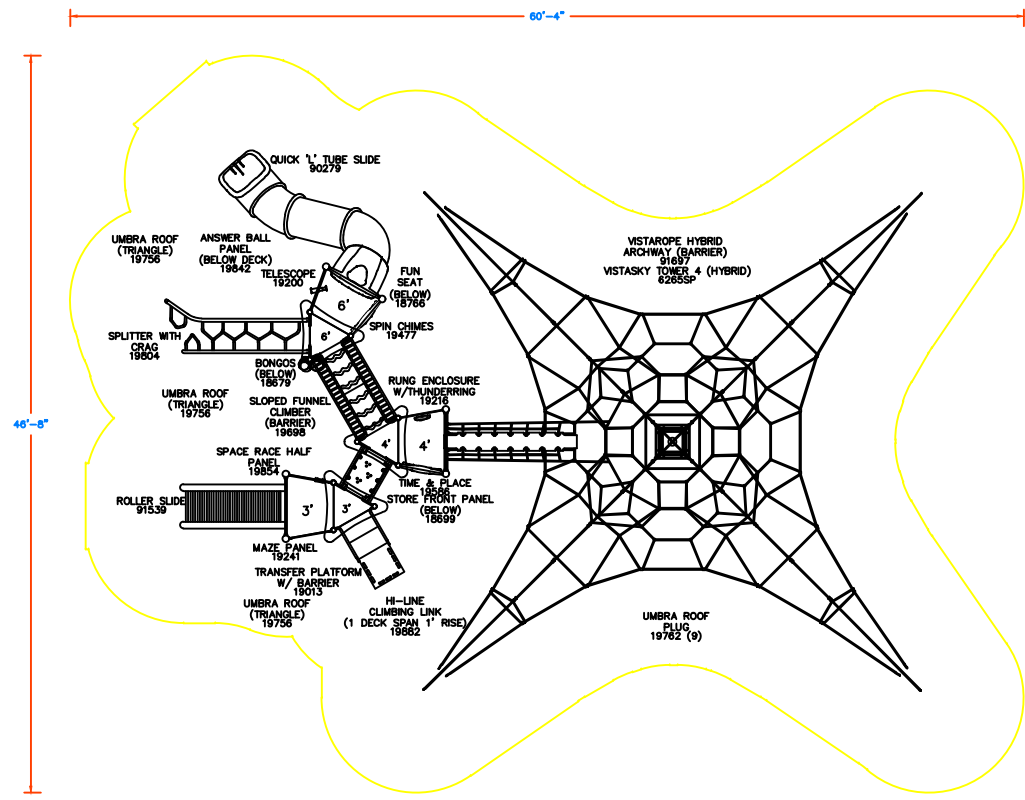 60'-4"
46'-8"
QUICK 'L' TUBE SLIDE
90279
UMBRA ROOF
(TRIANGLE)
19756
ANSWER BALL
PANEL
(BELOW DECK)
19842
TELESCOPE
19200
FUN
SEAT
(BELOW)
18766
6'
6'
SPIN CHIMES
19477
SPLITTER WITH
CRAG
19804
BONGOS
(BELOW)
18679
UMBRA ROOF
(TRIANGLE)
19756
SLOPED FUNNEL
CLIMBER
(BARRIER)
19698
RUNG ENCLOSURE
W/THUNDERRING
19216
4'
4'
SPACE RACE HALF
PANEL
19854
TIME & PLACE
19586
STORE FRONT PANEL
(BELOW)
18699
ROLLER SLIDE
91539
3'
3'
MAZE PANEL
19241
TRANSFER PLATFORM
W/ BARRIER
19013
UMBRA ROOF
(TRIANGLE)
19756
HI-LINE
CLIMBING LINK
(1 DECK SPAN 1' RISE)
19882
VISTAROPE HYBRID
ARCHWAY (BARRIER)
91697
VISTASKY TOWER 4 (HYBRID)
6265SP
UMBRA ROOF
PLUG
19762 (9)